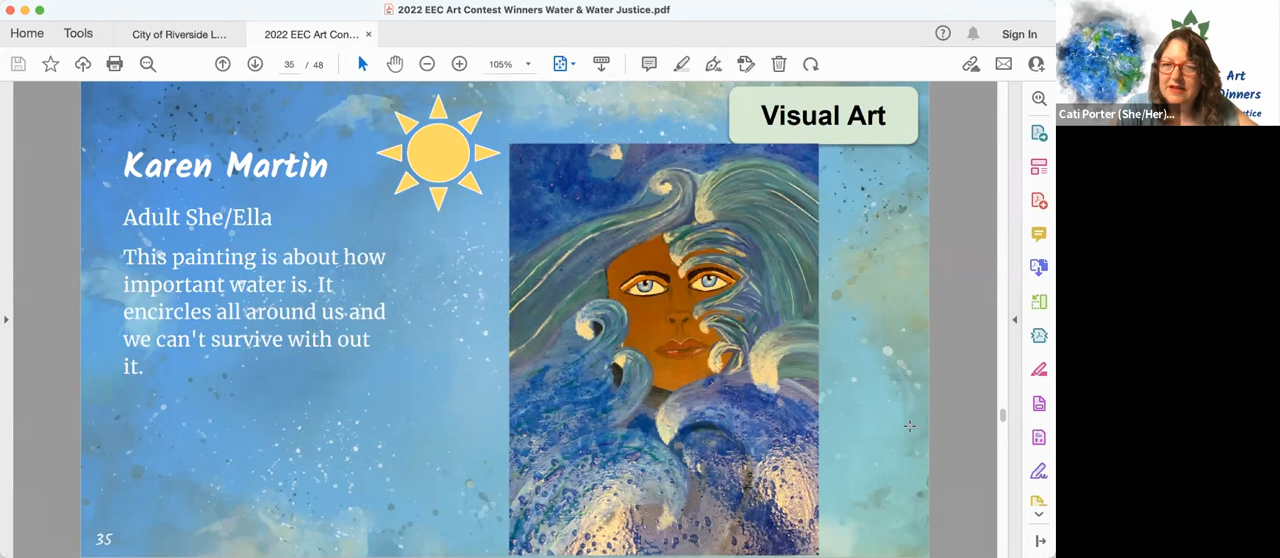 2022 EEC Art Contest Winners Water & Water Justice.pdf
Home
Tools
City of Riverside L...
2022 EEC Art Con...
Sign In
35 / 48
105%
Visual Art
Karen Martin
Adult She/Ella
This painting is about how
important water is. It
encircles all around us and
we can't survive with out
it.
35
Art
Cati Porter (She/Her)...